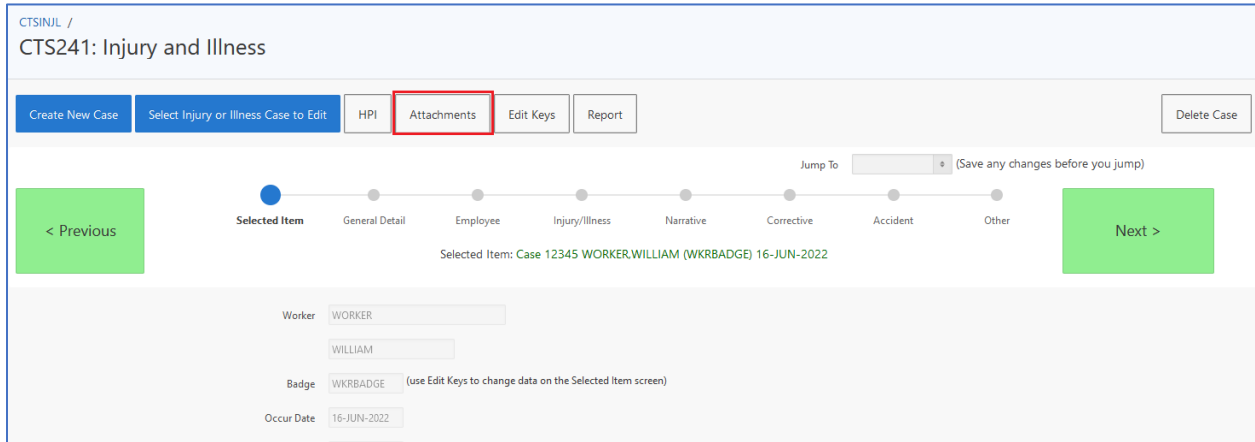 CTSINJL /
CTS241: Injury and Illness
Create New Case Select Injury or Illness Case to Edit HPI Attachments Edit Keys Report Delete Case
Jump To (Save any changes before you jump)
< Previous Selected Item General Detail Employee Injury/Illness Narrative Corrective Accident Other Next >
Selected Item: Case 12345 WORKER,WILLIAM (WKRBADGE) 16-JUN-2022
Worker WORKER
WILLIAM
Badge WKRBADGE (use Edit Keys to change data on the Selected Item screen)
Occur Date 16-JUN-2022